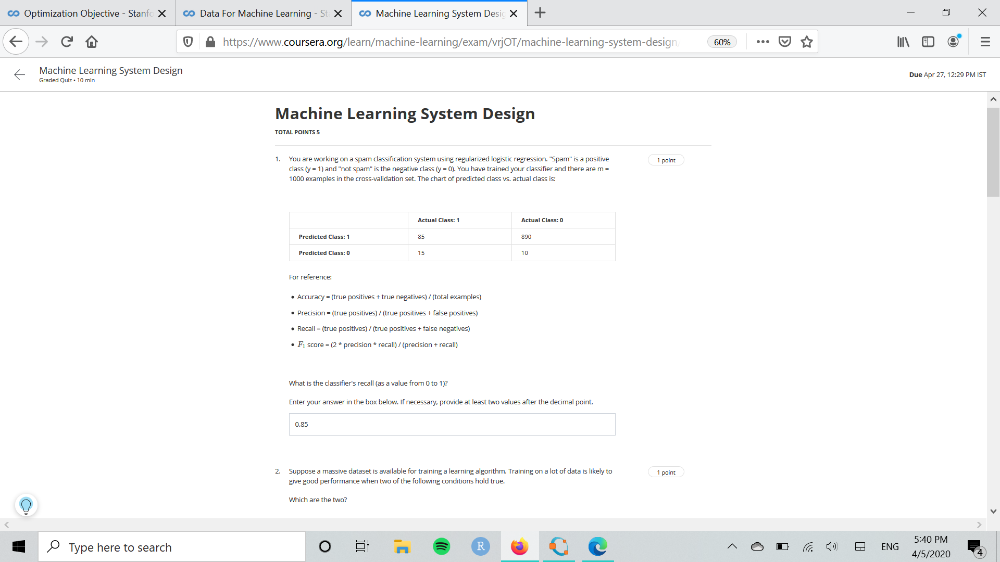 Optimization Objective - Stanfo
Data For Machine Learning - St
Machine Learning System Desig
https://www.coursera.org/learn/machine-learning/exam/vrjOT/machine-learning-system-design/
60%
Machine Learning System Design
Graded Quiz • 10 min
Due Apr 27, 12:29 PM IST
Machine Learning System Design
TOTAL POINTS 5
1. You are working on a spam classification system using regularized logistic regression. "Spam" is a positive
class (y = 1) and "not spam" is the negative class (y = 0). You have trained your classifier and there are m =
1000 examples in the cross-validation set. The chart of predicted class vs. actual class is:
1 point
Actual Class: 1 Actual Class: 0
Predicted Class: 1 85 890
Predicted Class: 0 15 10
For reference:
• Accuracy = (true positives + true negatives) / (total examples)
• Precision = (true positives) / (true positives + false positives)
• Recall = (true positives) / (true positives + false negatives)
• F₁ score = (2 * precision * recall) / (precision + recall)
What is the classifier's recall (as a value from 0 to 1)?
Enter your answer in the box below. If necessary, provide at least two values after the decimal point.
0.85
2. Suppose a massive dataset is available for training a learning algorithm. Training on a lot of data is likely to
give good performance when two of the following conditions hold true.
1 point
Which are the two?
Type here to search
R
ENG
5:40 PM
4/5/2020
4